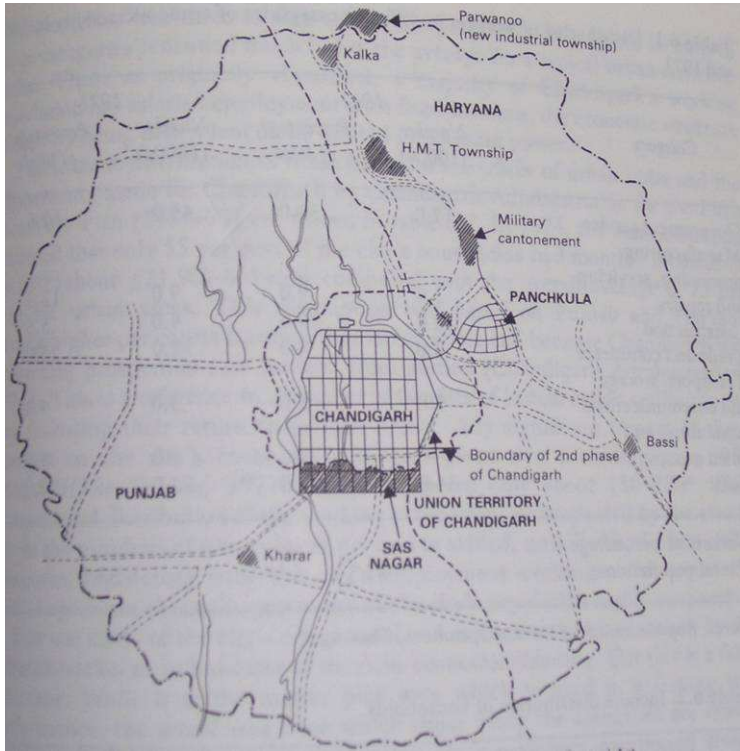 Parwanoo
(new industrial township)
Kalka
HARYANA
H.M.T. Township
Military
cantonement
PANCHKULA
CHANDIGARH
Bassi
Boundary of 2nd phase
of Chandigarh
PUNJAB
UNION TERRITORY
OF CHANDIGARH
SAS
NAGAR
Kharar